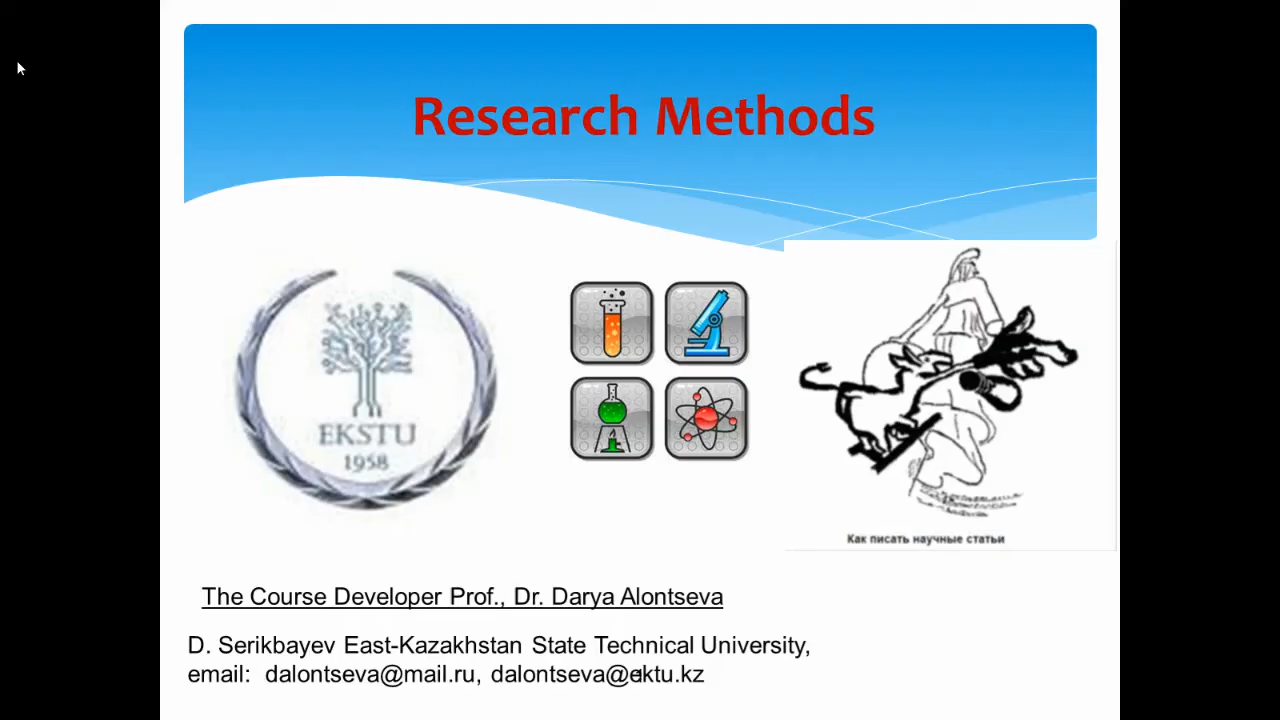 Research Methods
EKSTU
1958
Как писать научные статьи
The Course Developer Prof., Dr. Darya Alontseva
D. Serikbayev East-Kazakhstan State Technical University,
email: dalontseva@mail.ru, dalontseva@ektu.kz